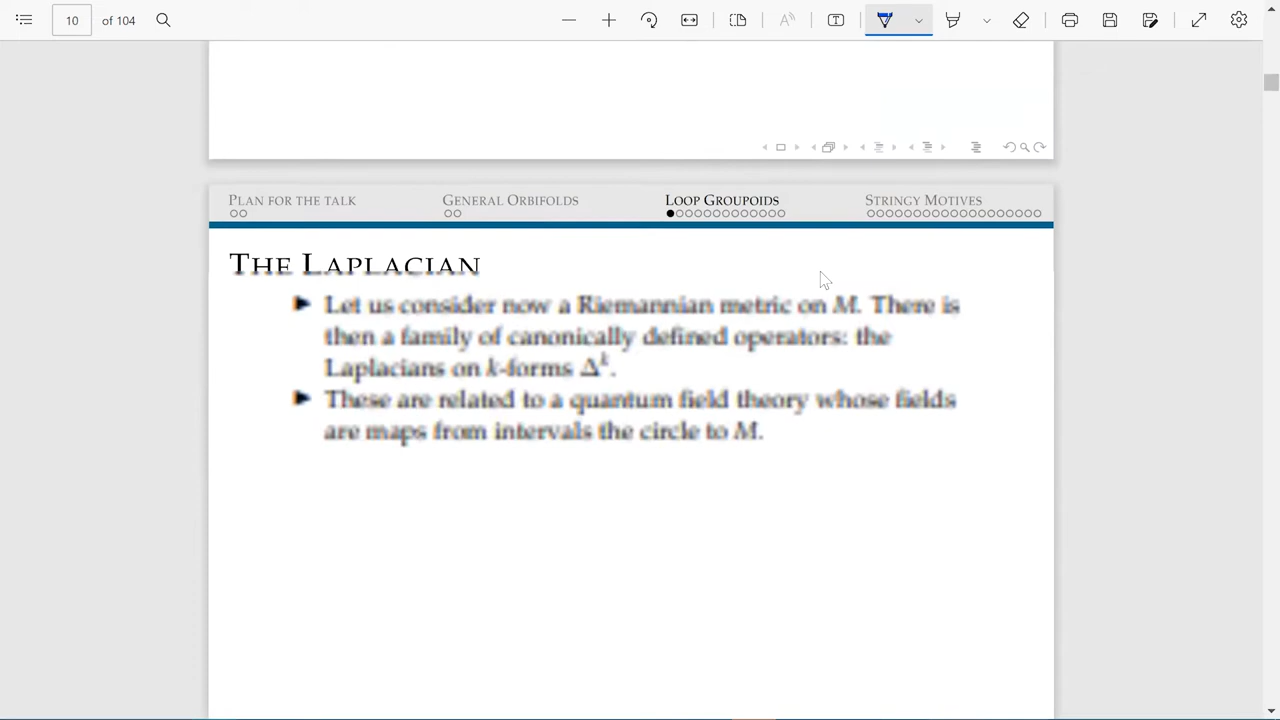 10 of 104
PLAN FOR THE TALK GENERAL ORBIFOLDS LOOP GROUPOIDS STRINGY MOTIVES
THE LAPLACIAN
▶ Let us consider now a Riemannian metric on M. There is
then a family of canonically defined operators: the
Laplacians on k-forms Δ^k.
▶ These are related to a quantum field theory whose fields
are maps from intervals the circle to M.